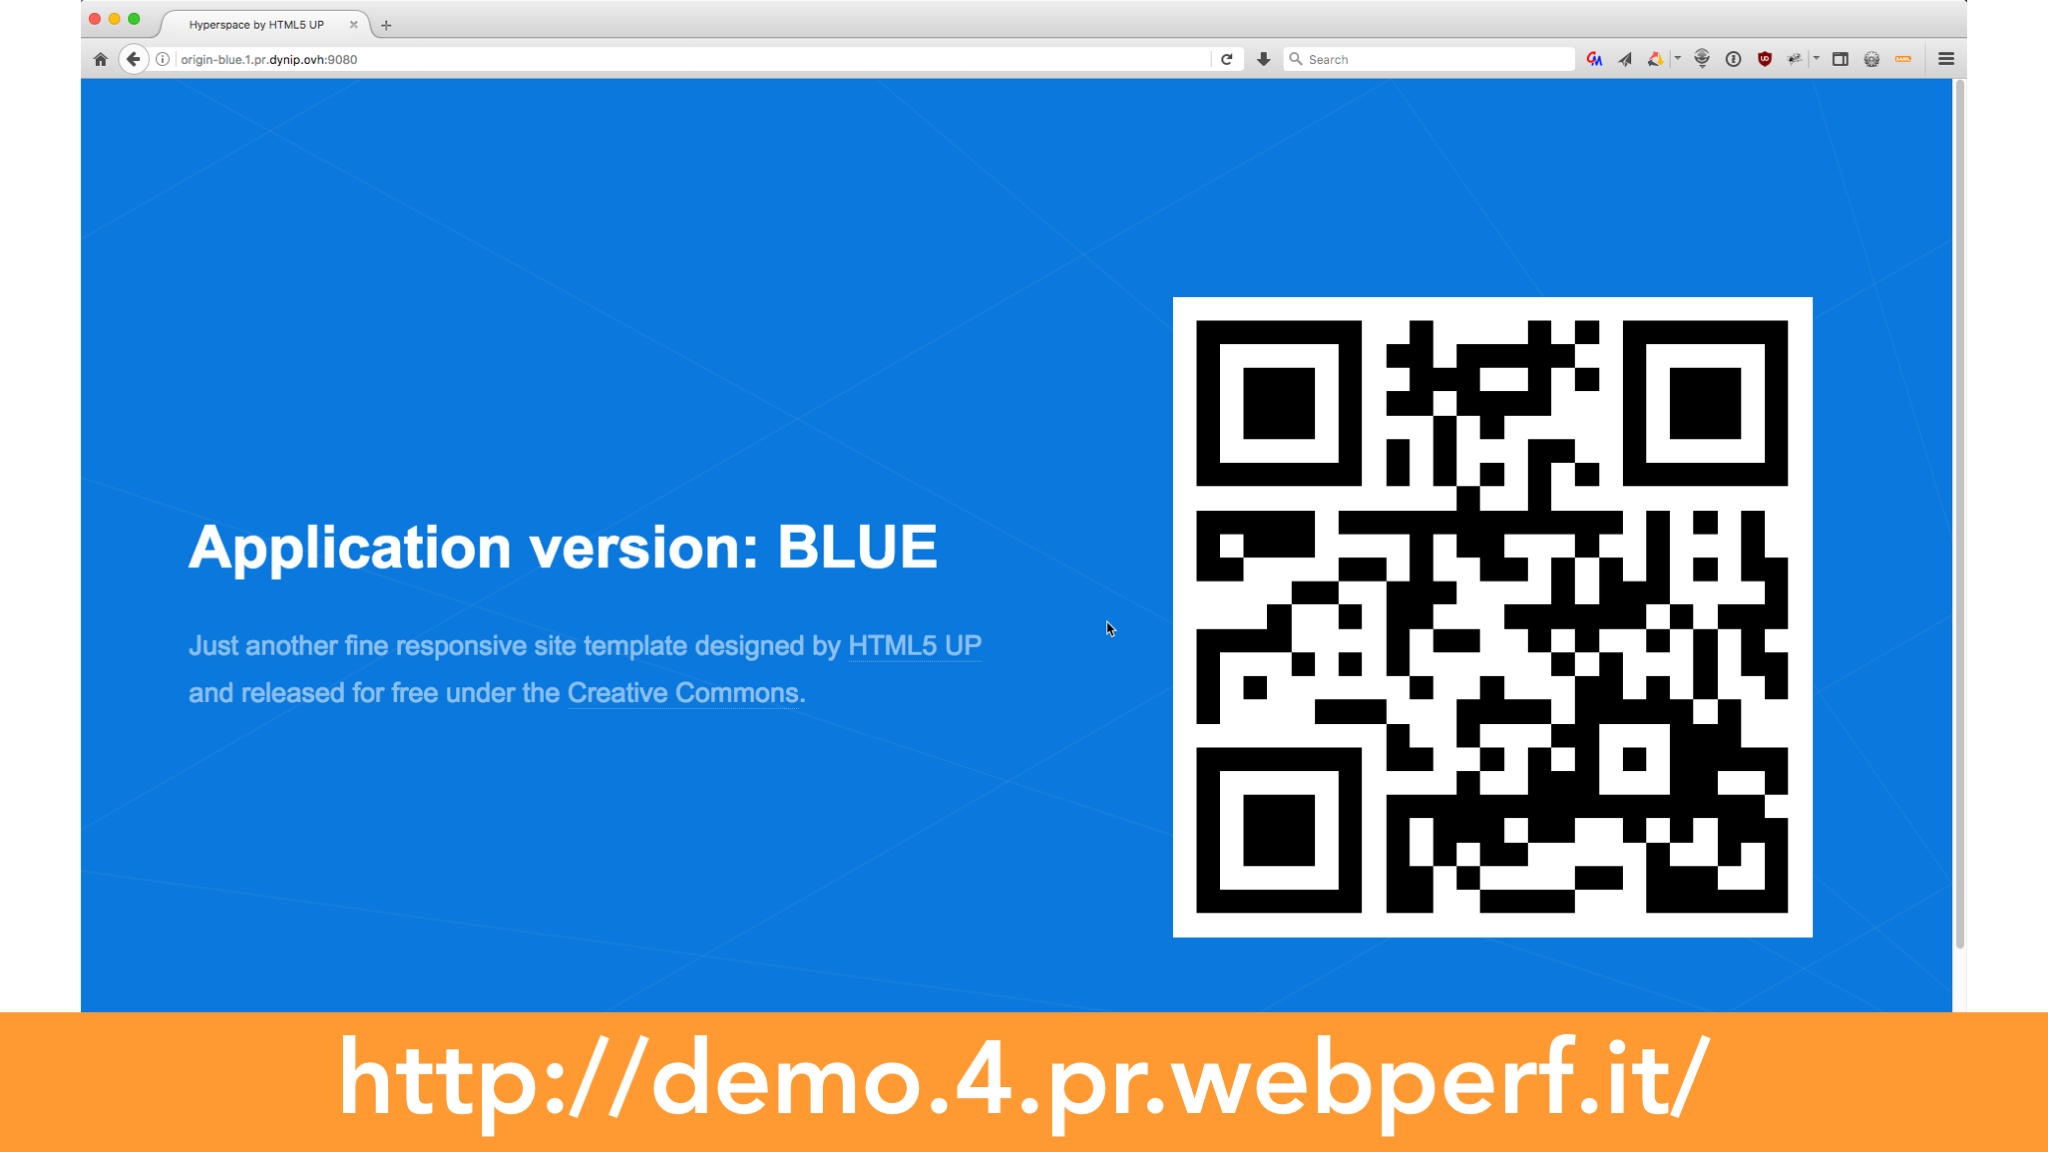 Hyperspace by HTML5 UP
origin-blue.1.pr.dynip.ovh:9080
Search
Application version: BLUE
Just another fine responsive site template designed by HTML5 UP
and released for free under the Creative Commons.
http://demo.4.pr.webperf.it/